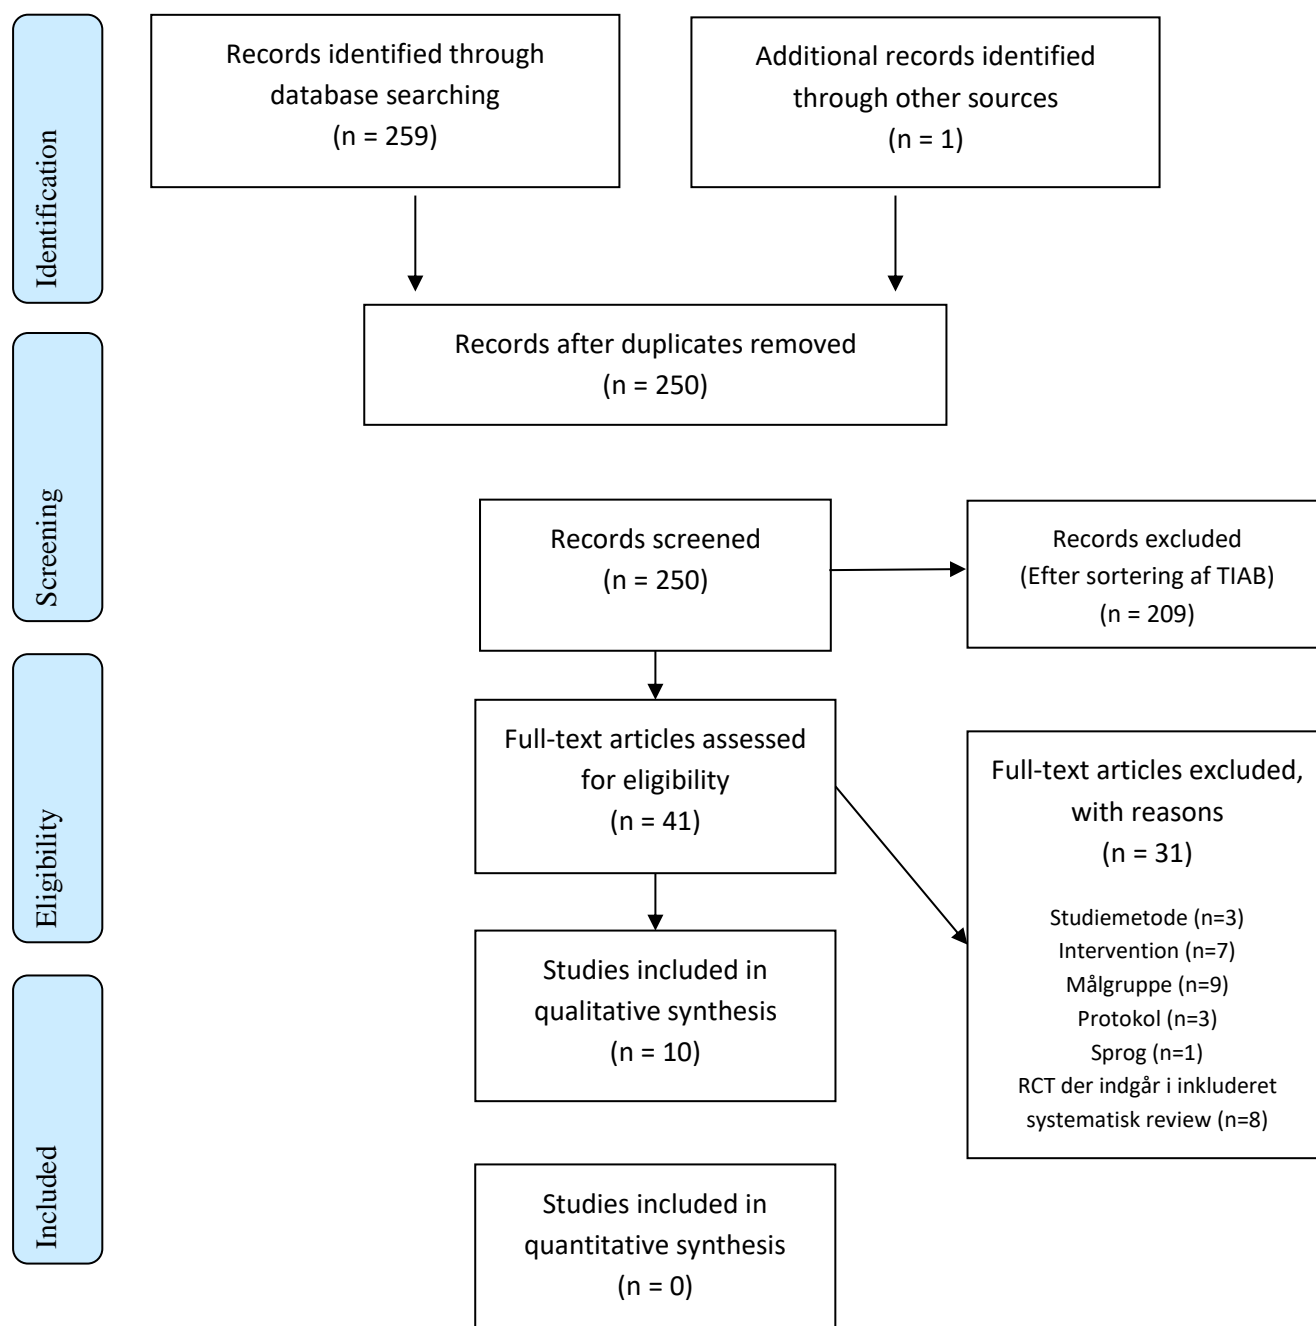 Identification
Records identified through
database searching
(n = 259)
Additional records identified
through other sources
(n = 1)
Records after duplicates removed
(n = 250)
Screening
Records screened
(n = 250)
Records excluded
(Efter sortering af TIAB)
(n = 209)
Eligibility
Full-text articles assessed
for eligibility
(n = 41)
Full-text articles excluded,
with reasons
(n = 31)
Studiemetode (n=3)
Intervention (n=7)
Målgruppe (n=9)
Protokol (n=3)
Sprog (n=1)
RCT der indgår i inkluderet
systematisk review (n=8)
Included
Studies included in
qualitative synthesis
(n = 10)
Studies included in
quantitative synthesis
(n = 0)